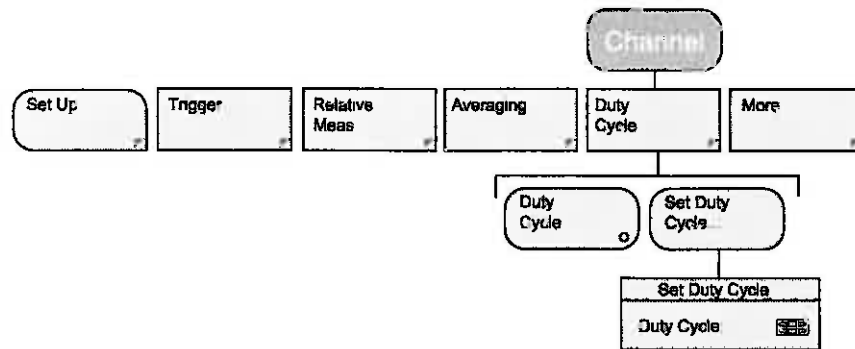 Channel
Set Up
Trigger
Relative
Meas
Averaging
Duty
Cycle
More
Duty
Cycle
Set Duty
Cycle...
Set Duty Cycle
Duty Cycle